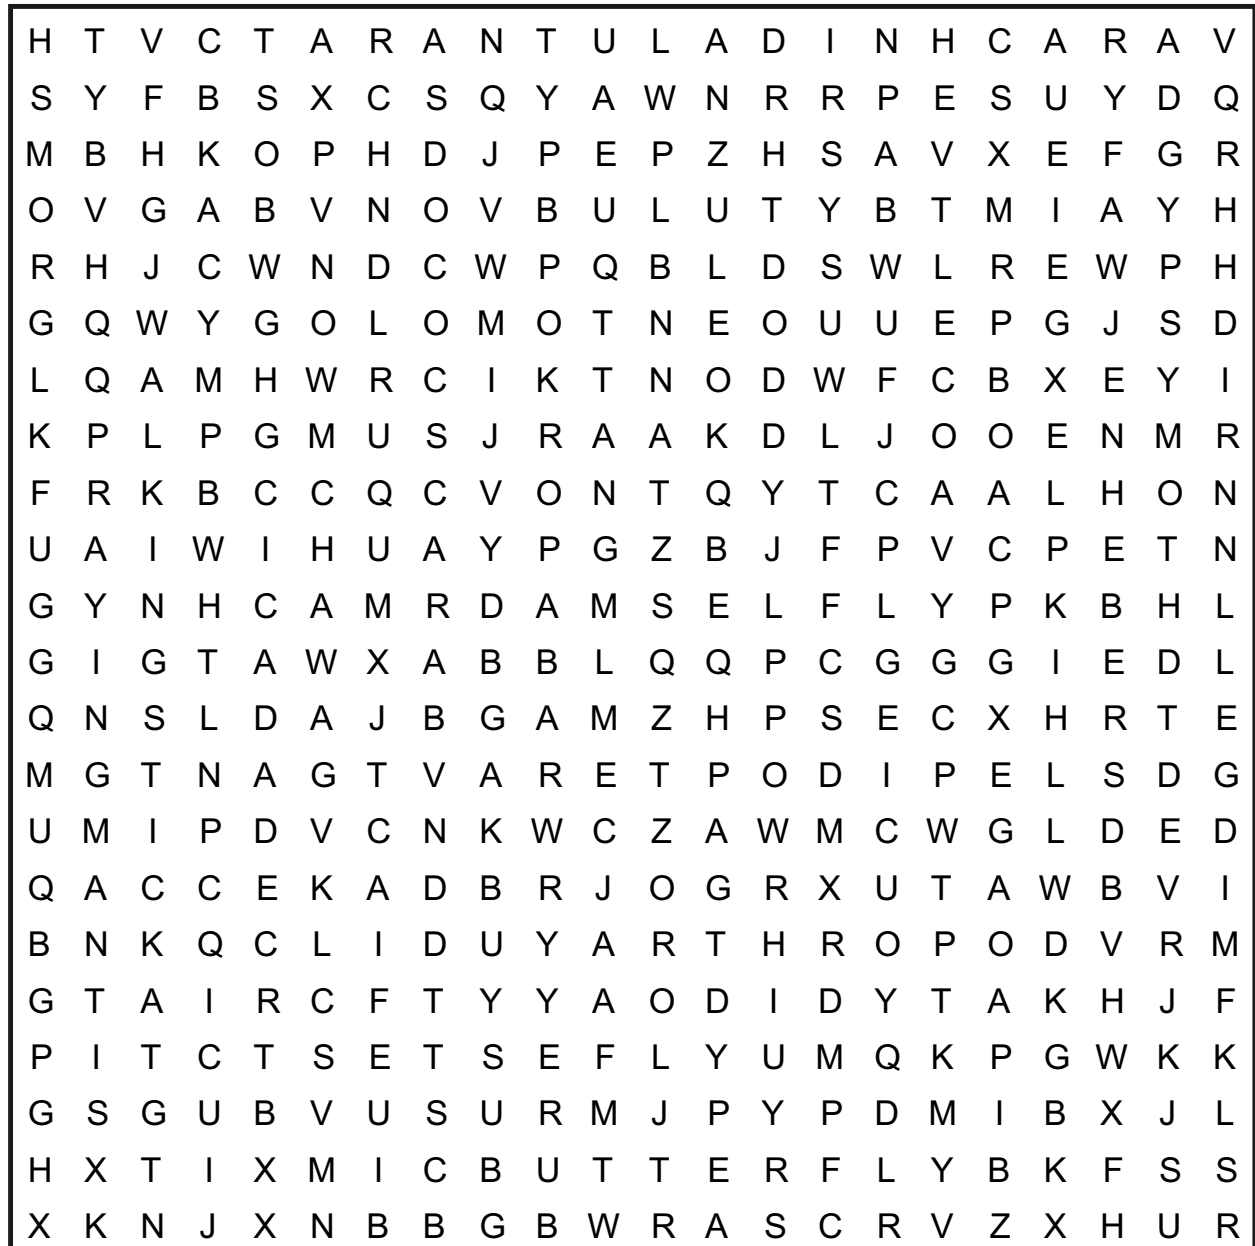 H T V C T A R A N T U L A D I N H C A R A V
S Y F B S X C S Q Y A W N R R P E S U Y D Q
M B H K O P H D J P E P Z H S A V X E F G R
O V G A B V N O V B U L U T Y B T M I A Y H
R H J C W N D C W P Q B L D S W L R E W P H
G Q W Y G O L O M O T N E O U U E P G J S D
L Q A M H W R C I K T N O D W F C B X E Y I
K P L P G M U S J R A A K D L J O O E N M R
F R K B C C Q C V O N T Q Y T C A A L H O N
U A I W I H U A Y P G Z B J F P V C P E T N
G Y N H C A M R D A M S E L F L Y P K B H L
G I G T A W X A B B L Q Q P C G G G I E D L
Q N S L D A J B G A M Z H P S E C X H R T E
M G T N A G T V A R E T P O D I P E L S D G
U M I P D V C N K W C Z A W M C W G L D E D
Q A C C E K A D B R J O G R X U T A W B V I
B N K Q C L I D U Y A R T H R O P O D V R M
G T A I R C F T Y Y A O D I D Y T A K H J F
P I T C T S E T S E F L Y U M Q K P G W K K
G S G U B V U S U R M J P Y P D M I B X J L
H X T I X M I C B U T T E R F L Y B K F S S
X K N J X N B B G B W R A S C R V Z X H U R